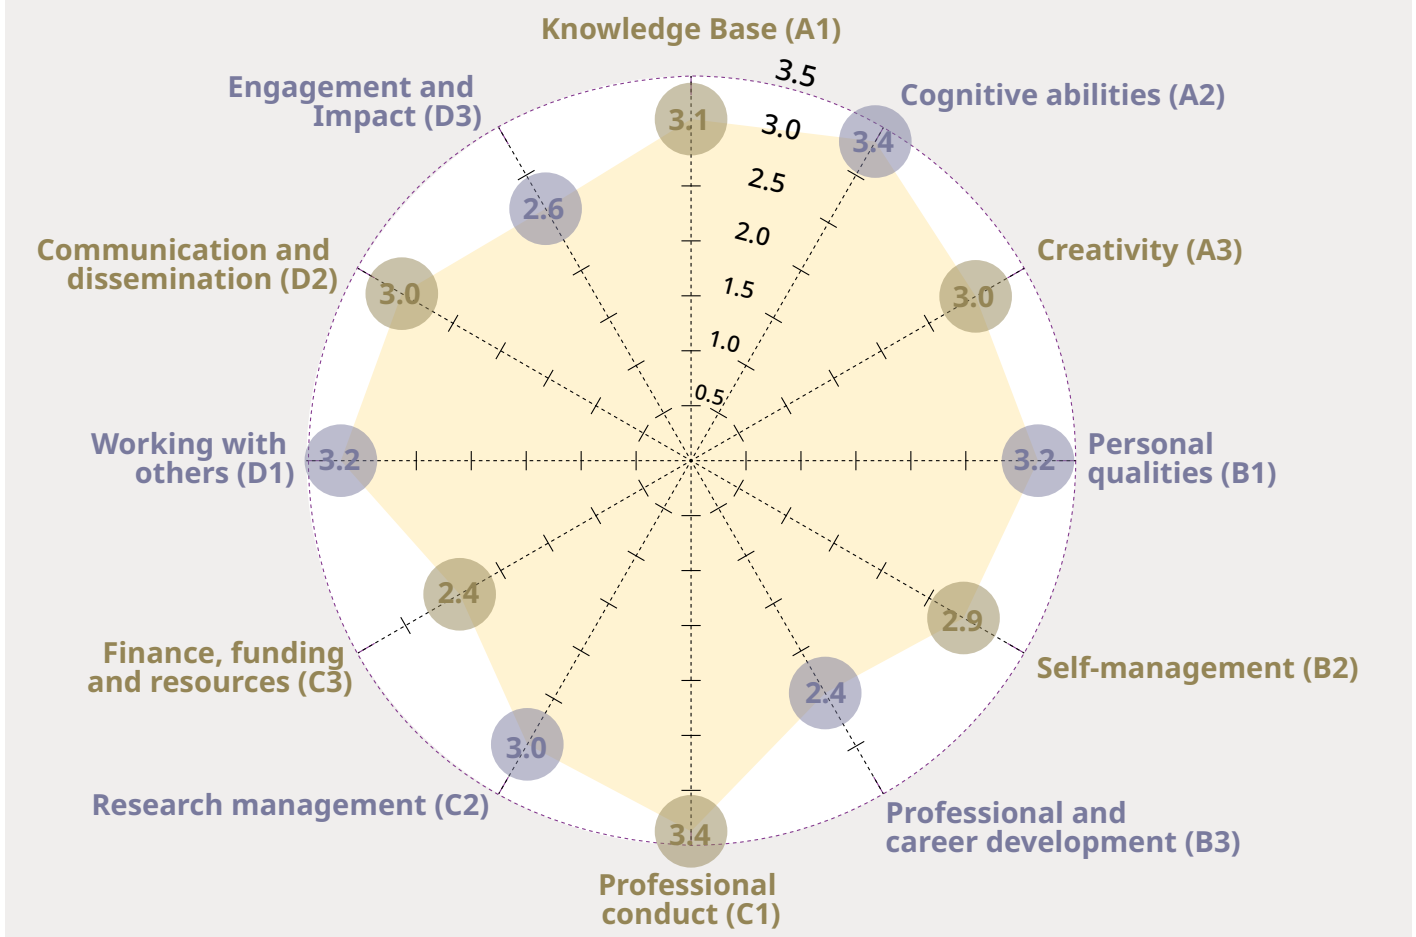 Knowledge Base (A1)
3.5
Engagement and
Impact (D3)
Cognitive abilities (A2)
3.1
3.0
3.4
2.5
2.6
2.0
Communication and
dissemination (D2)
Creativity (A3)
3.0
1.5
3.0
1.0
0.5
Working with
others (D1)
3.2
3.2
Personal
qualities (B1)
2.4
2.9
Finance, funding
and resources (C3)
Self-management (B2)
2.4
3.0
Research management (C2)
Professional and
career development (B3)
3.4
Professional
conduct (C1)